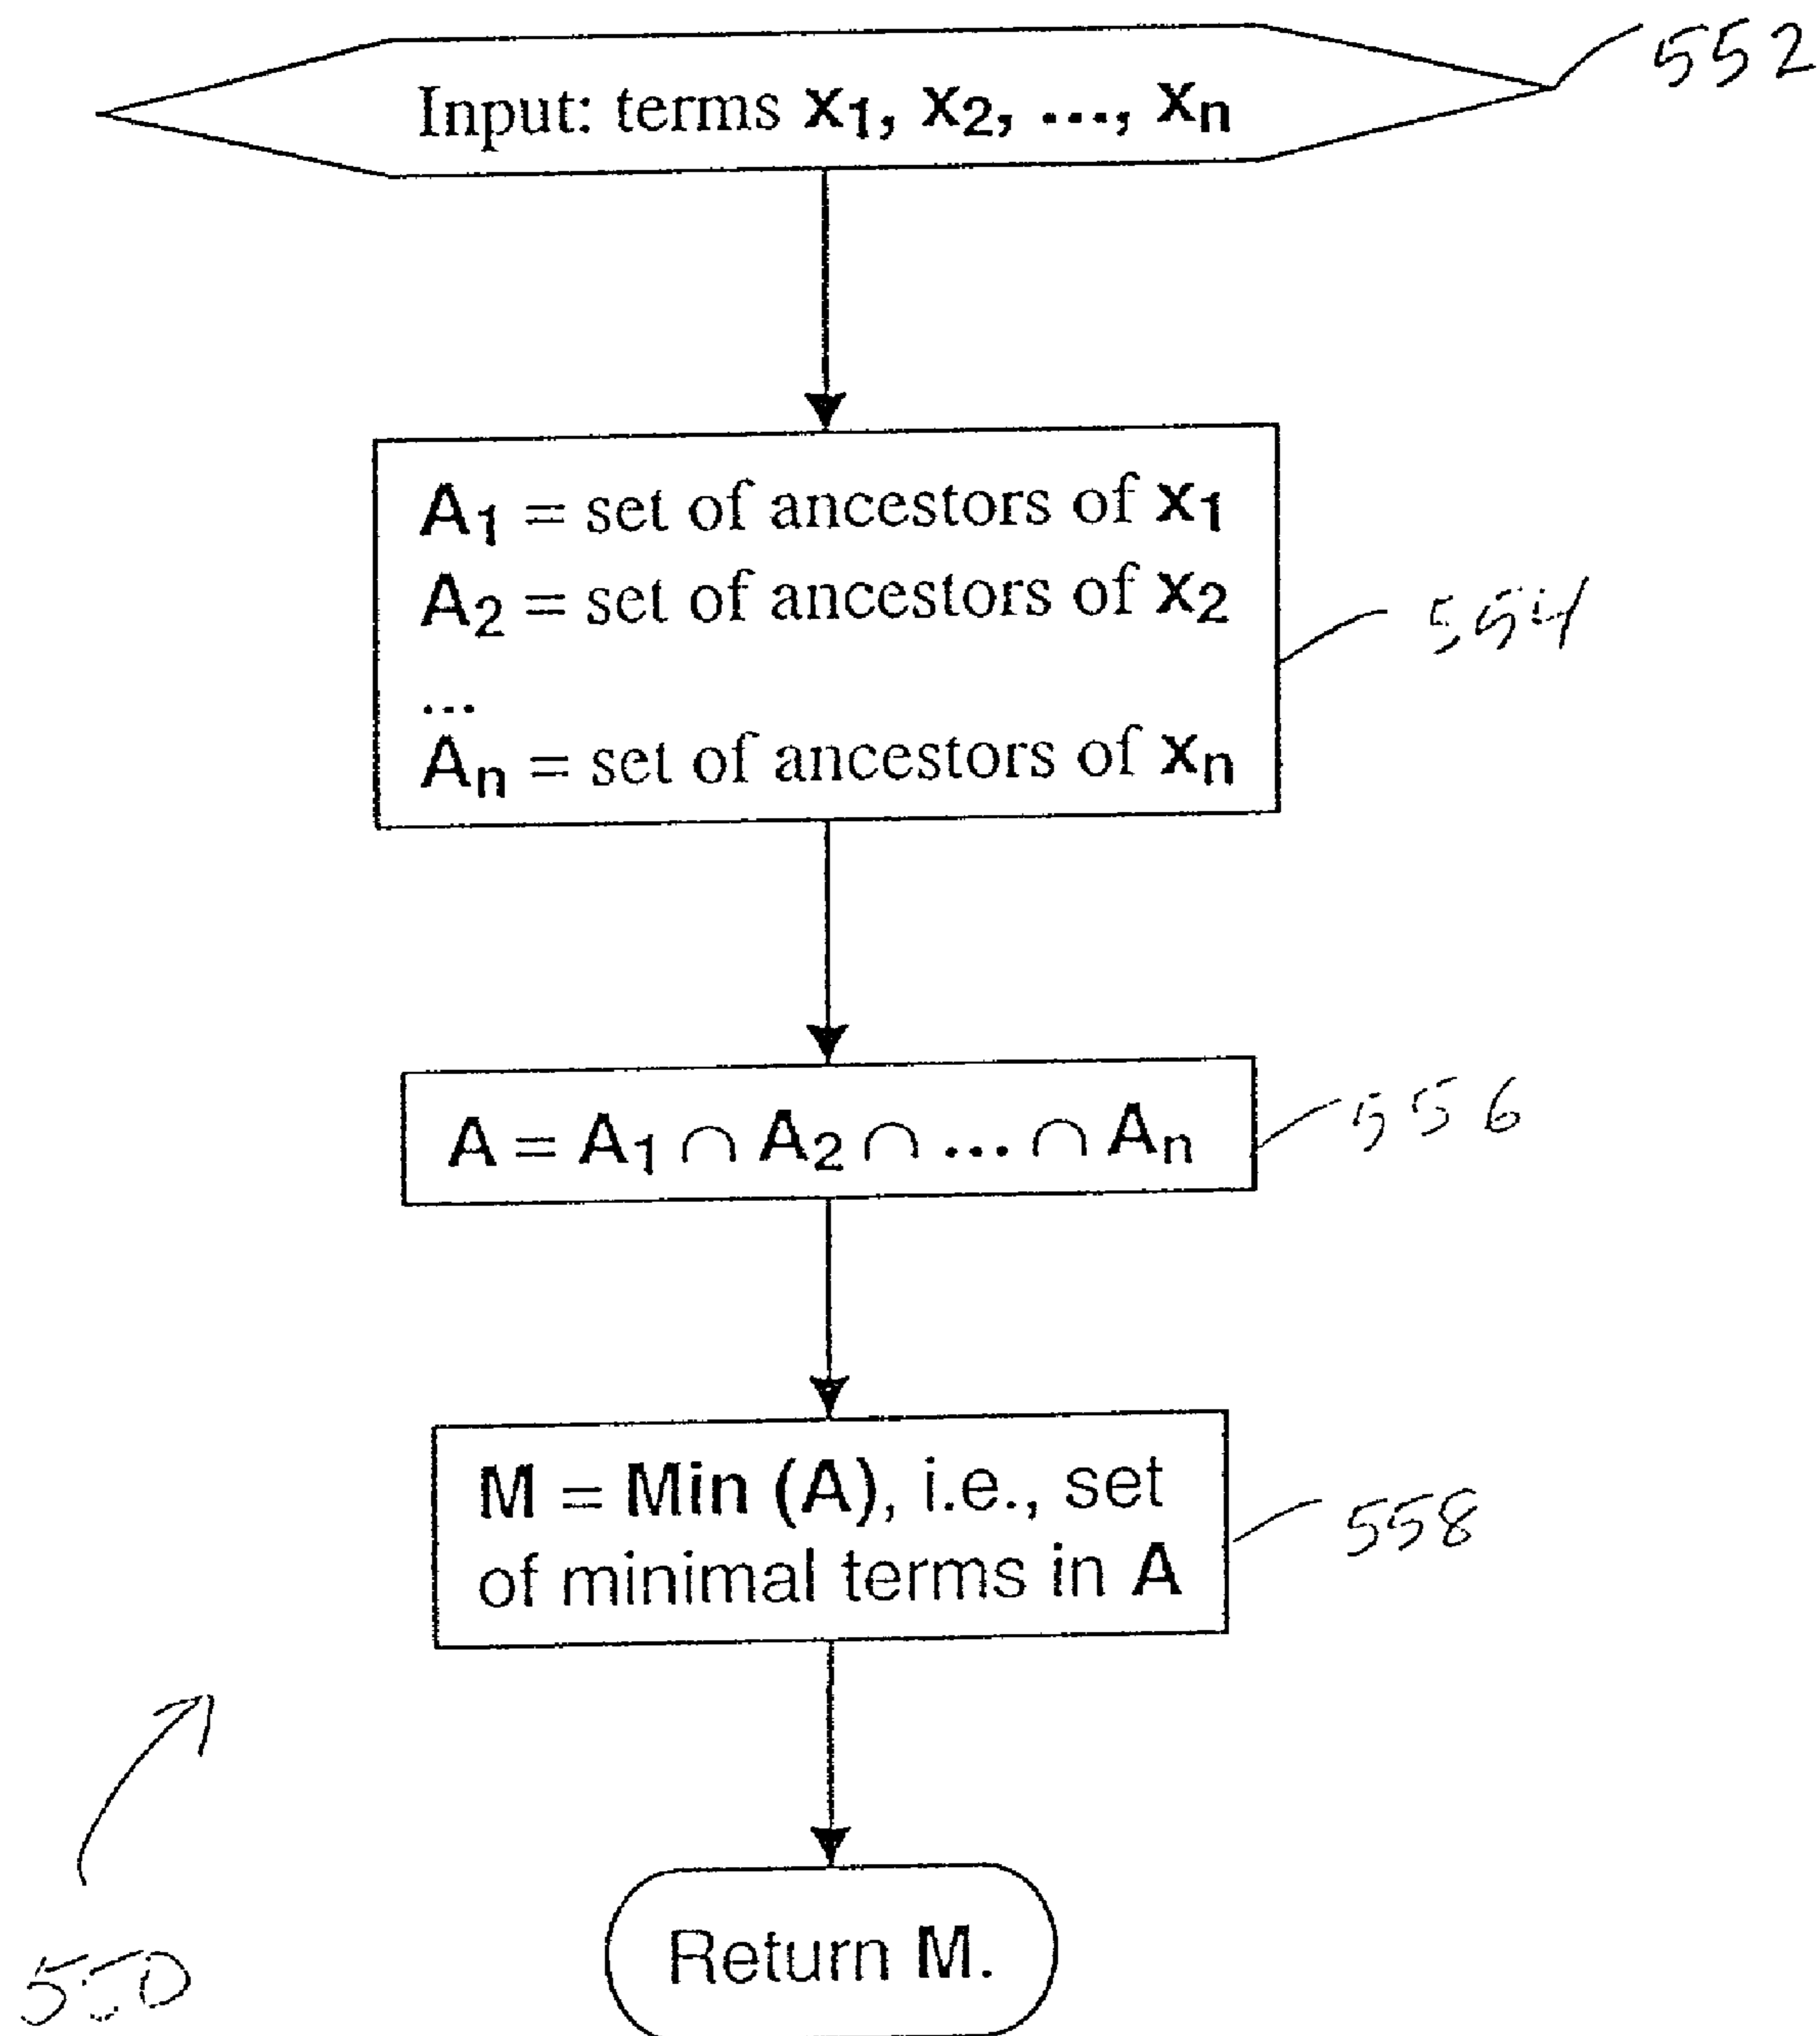 Input: terms x1, x2, ..., xn
552
A1 = set of ancestors of x1
A2 = set of ancestors of x2
...
An = set of ancestors of xn
554
A = A1 ∩ A2 ∩ ... ∩ An
556
M = Min (A), i.e., set
of minimal terms in A
558
Return M.
550